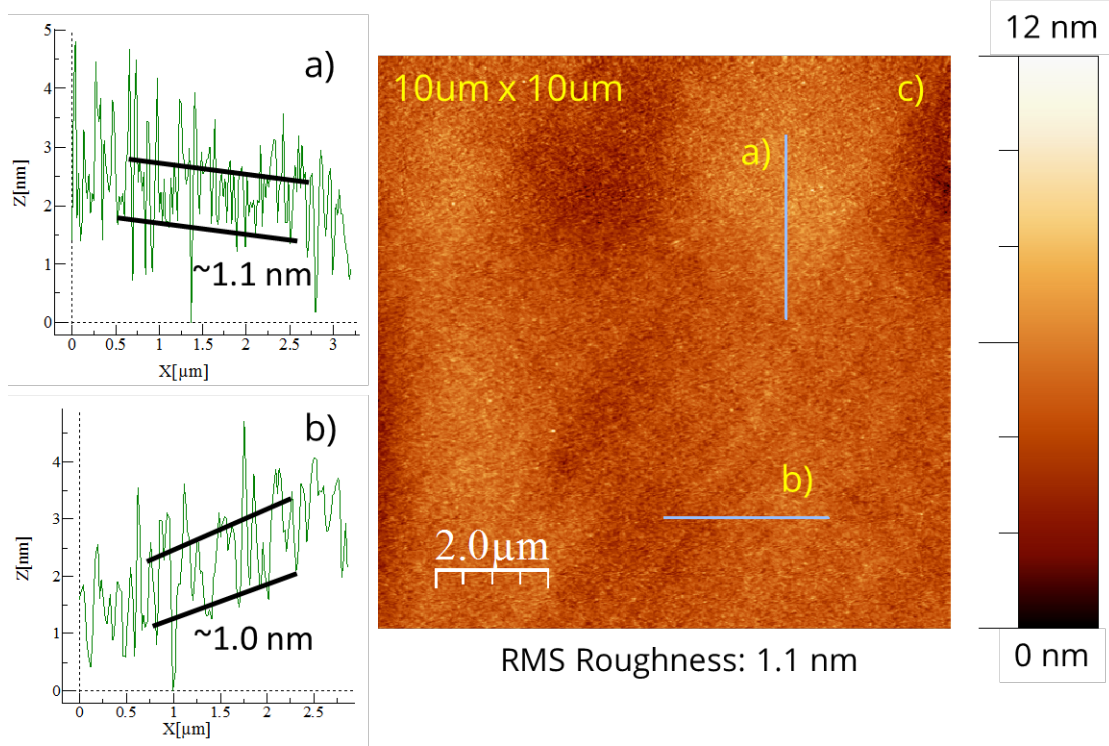 a)
5
4
3
2
1
0
Z[nm]
~1.1 nm
0 0.5 1 1.5 2 2.5 3
X[µm]
b)
4
3
2
1
0
Z[nm]
~1.0 nm
0 0.5 1 1.5 2 2.5
X[µm]
10um x 10um
c)
a)
b)
2.0µm
RMS Roughness: 1.1 nm
12 nm
0 nm